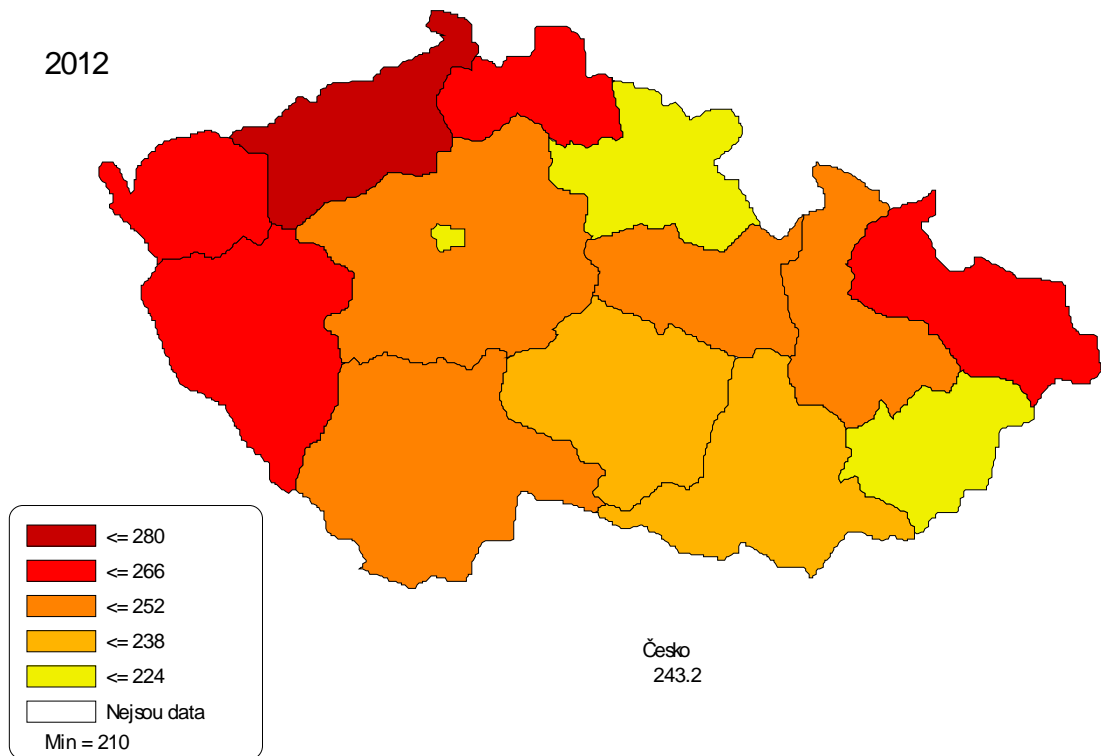 2012
<= 280
<= 266
<= 252
<= 238
<= 224
Nejsou data
Min = 210
Česko
243.2